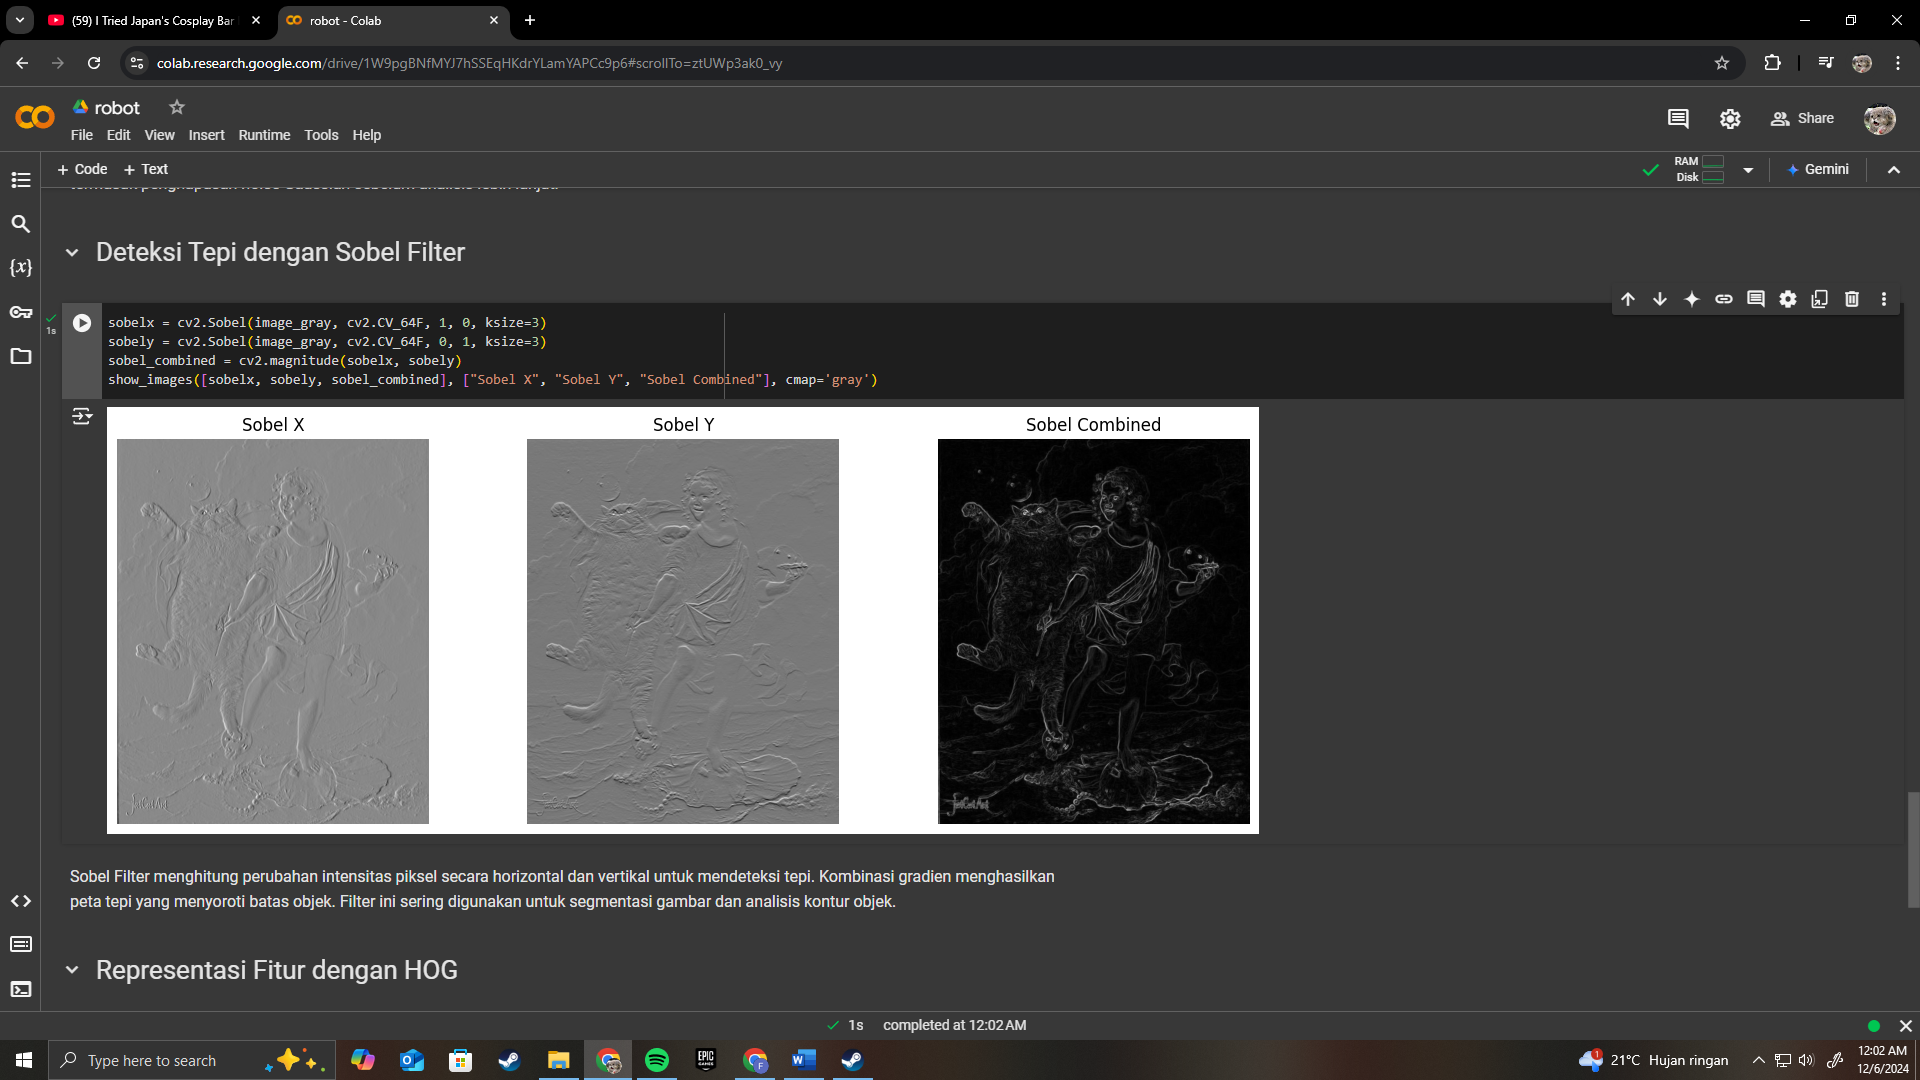 (59) I Tried Japan's Cosplay Bar
robot - Colab
colab.research.google.com/drive/1W9pgBNfMYJ7hSSEqHKdrYLamYAPCc9p6#scrollTo=ztUWp3ak0_vy
robot
File Edit View Insert Runtime Tools Help
Share
+ Code + Text
RAM
Disk
Gemini
Deteksi Tepi dengan Sobel Filter
1s
sobelx = cv2.Sobel(image_gray, cv2.CV_64F, 1, 0, ksize=3)
sobely = cv2.Sobel(image_gray, cv2.CV_64F, 0, 1, ksize=3)
sobel_combined = cv2.magnitude(sobelx, sobely)
show_images([sobelx, sobely, sobel_combined], ["Sobel X", "Sobel Y", "Sobel Combined"], cmap='gray')
Sobel X
Sobel Y
Sobel Combined
Sobel Filter menghitung perubahan intensitas piksel secara horizontal dan vertikal untuk mendeteksi tepi. Kombinasi gradien menghasilkan
peta tepi yang menyoroti batas objek. Filter ini sering digunakan untuk segmentasi gambar dan analisis kontur objek.
Representasi Fitur dengan HOG
1s completed at 12:02 AM
Type here to search
EPIC
GAMES
1
21°C Hujan ringan
12:02 AM
12/6/2024